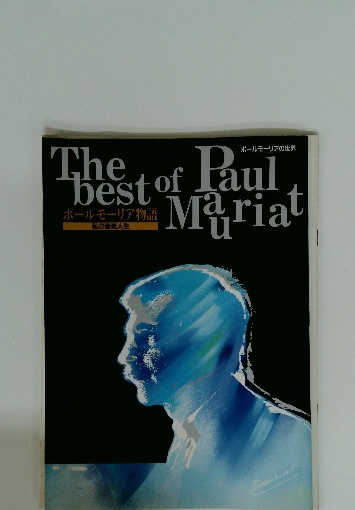 ポールモーリアの世界
The best of Paul Mauriat
ポールモーリア物語
私の音楽人生